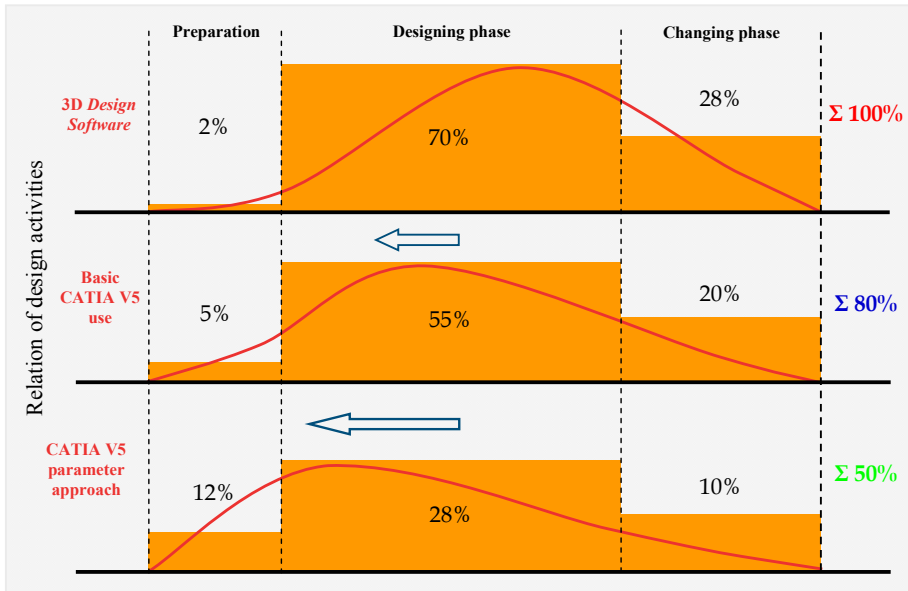 Preparation
Designing phase
Changing phase
Relation of design activities
3D Design
Software
2%
70%
28%
Σ 100%
Basic
CATIA V5
use
5%
55%
20%
Σ 80%
CATIA V5
parameter
approach
12%
28%
10%
Σ 50%